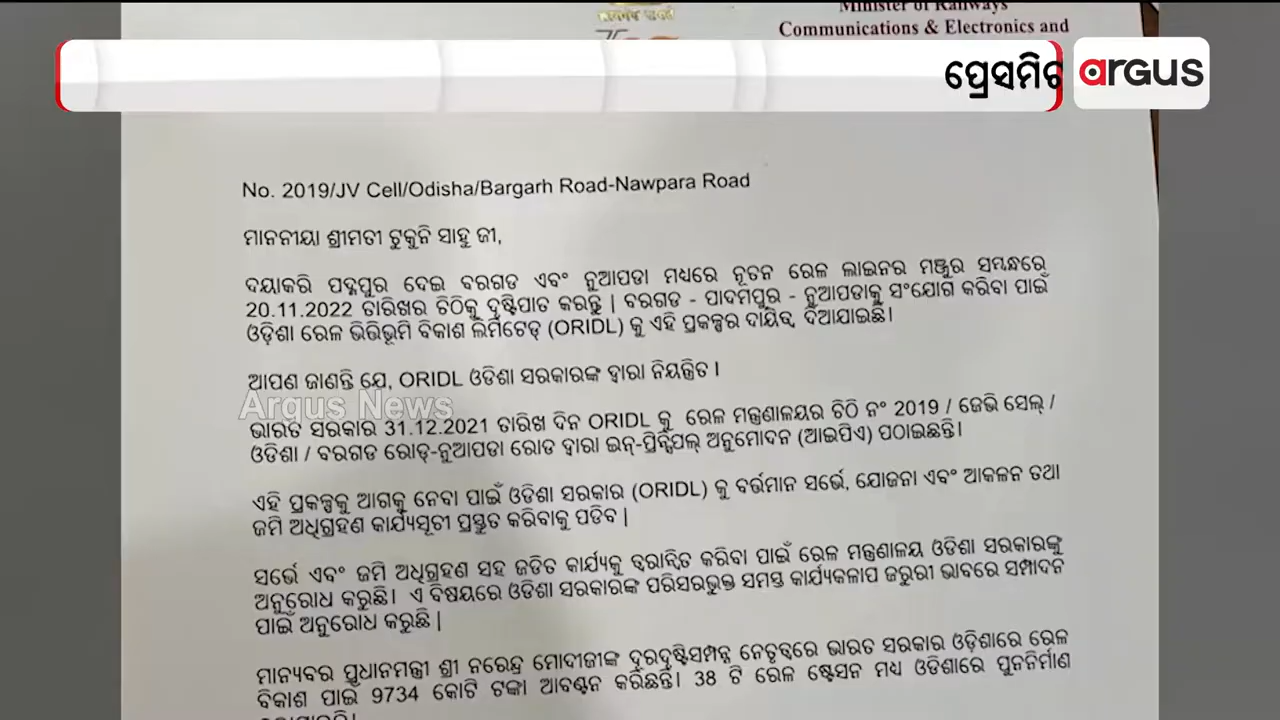 Minister of Railways
Communications & Electronics and
ପ୍ରେସମିଟ
argus
No. 2019/JV Cell/Odisha/Bargarh Road-Nawpara Road
ମାନନୀୟା ଶ୍ରୀମତୀ ଟୁକୁନି ସାହୁ ଜୀ,
ଦୟାକରି ପଦ୍ମପୁର ଦେଇ ବରଗଡ ଏବଂ ନୁଆପଡା ମଧ୍ୟରେ ନୂତନ ରେଳ ଲାଇନର ମଞ୍ଜୁର ସମ୍ବନ୍ଧରେ
20.11.2022 ତାରିଖର ଚିଠିକୁ ଦୃଷ୍ଟିପାତ କରନ୍ତୁ | ବରଗଡ - ପାଦମପୁର - ନୁଆପଡାକୁ ସଂଯୋଗ କରିବା ପାଇଁ
ଓଡ଼ିଶା ରେଳ ଭିତ୍ତିଭୂମି ବିକାଶ ଲିମିଟେଡ୍ (ORIDL) କୁ ଏହି ପ୍ରକଳ୍ପର ଦାୟିତ୍ୱ ଦିଆଯାଇଛି।
ଆପଣ ଜାଣନ୍ତି ଯେ, ORIDL ଓଡିଶା ସରକାରଙ୍କ ଦ୍ୱାରା ନିୟନ୍ତ୍ରିତ।
Argus News
ଭାରତ ସରକାର 31.12.2021 ତାରିଖ ଦିନ ORIDL କୁ ରେଳ ମନ୍ତ୍ରଣାଳୟର ଚିଠି ନଂ 2019 / ଜେଭି ସେଲ୍ /
ଓଡିଶା / ବରଗଡ ରୋଡ୍-ନୁଆପଡା ରୋଡ ଦ୍ୱାରା ଇନ୍-ପ୍ରିନ୍ସିପଲ୍ ଅନୁମୋଦନ (ଆଇପିଏ) ପଠାଇଛନ୍ତି।
ଏହି ପ୍ରକଳ୍ପକୁ ଆଗକୁ ନେବା ପାଇଁ ଓଡିଶା ସରକାର (ORIDL) କୁ ବର୍ତ୍ତମାନ ସର୍ଭେ, ଯୋଜନା ଏବଂ ଆକଳନ ତଥା
ଜମି ଅଧିଗ୍ରହଣ କାର୍ଯ୍ୟସୂଚୀ ପ୍ରସ୍ତୁତ କରିବାକୁ ପଡିବ |
ସର୍ଭେ ଏବଂ ଜମି ଅଧିଗ୍ରହଣ ସହ ଜଡିତ କାର୍ଯ୍ୟକୁ ତ୍ୱରାନ୍ୱିତ କରିବା ପାଇଁ ରେଳ ମନ୍ତ୍ରଣାଳୟ ଓଡିଶା ସରକାରଙ୍କୁ
ଅନୁରୋଧ କରୁଛି। ଏ ବିଷୟରେ ଓଡିଶା ସରକାରଙ୍କ ପରିସରଭୁକ୍ତ ସମସ୍ତ କାର୍ଯ୍ୟକଳାପ ଜରୁରୀ ଭାବରେ ସମ୍ପାଦନ
ପାଇଁ ଅନୁରୋଧ କରୁଛି |
ମାନ୍ୟବର ପ୍ରଧାନମନ୍ତ୍ରୀ ଶ୍ରୀ ନରେନ୍ଦ୍ର ମୋଦୀଜୀଙ୍କ ଦୂରଦୃଷ୍ଟିସମ୍ପନ୍ନ ନେତୃତ୍ୱରେ ଭାରତ ସରକାର ଓଡ଼ିଶାରେ ରେଳ
ବିକାଶ ପାଇଁ 9734 କୋଟି ଟଙ୍କା ଆବଣ୍ଟନ କରିଛନ୍ତି। 38 ଟି ରେଳ ଷ୍ଟେସନ ମଧ୍ୟ ଓଡିଶାରେ ପୁନନିର୍ମାଣ